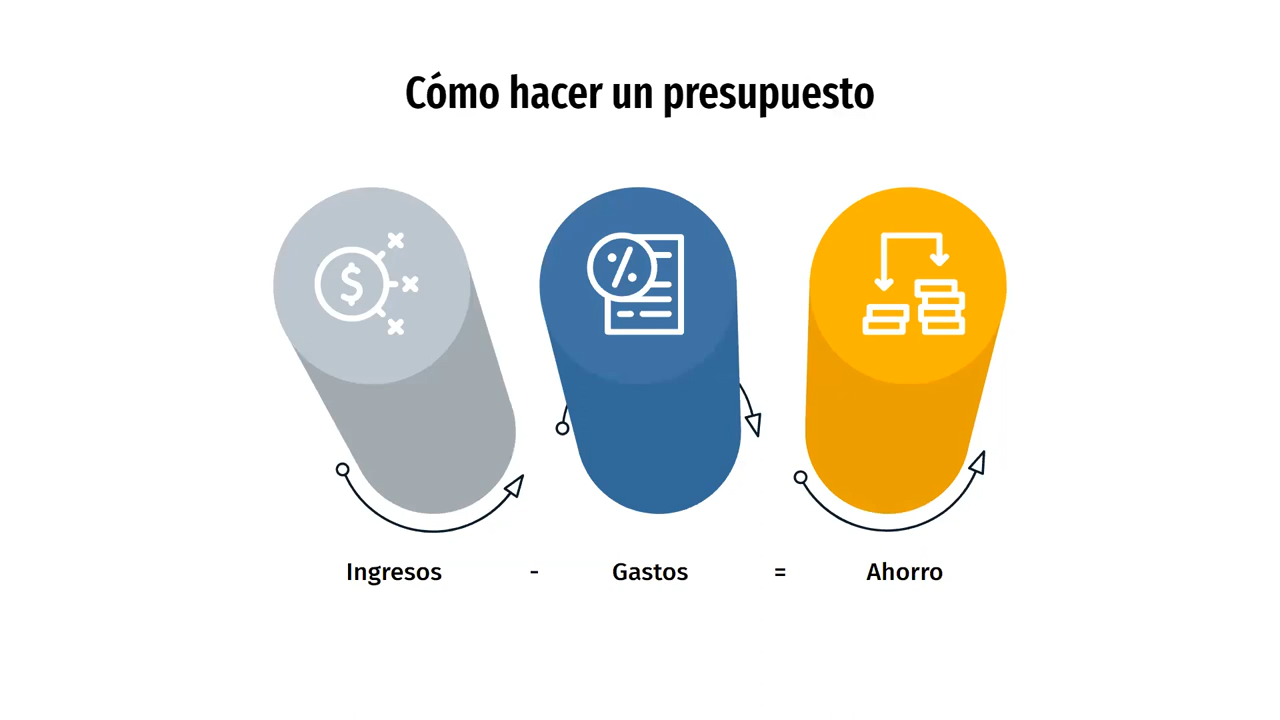 Cómo hacer un presupuesto
$
%
Ingresos - Gastos = Ahorro